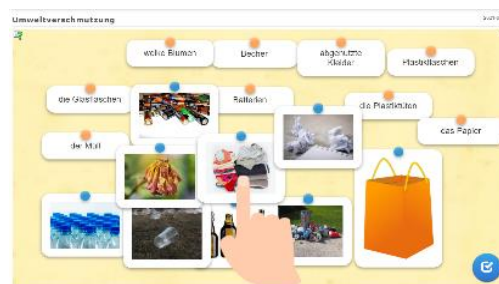 Umweltverschmutzung
welke Blumen
Becher
abgenutzte
Kleider
Plastikflaschen
die Glasflaschen
Batterien
die Plastiktüten
das Papier
der Müll